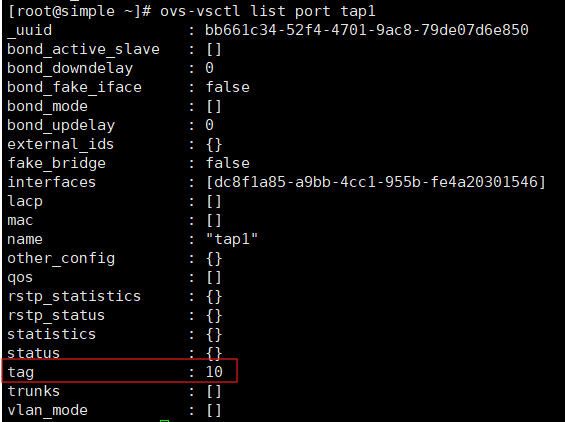 [root@simple ~]# ovs-vsctl list port tap1
_uuid : bb661c34-52f4-4701-9ac8-79de07d6e850
bond_active_slave : []
bond_downdelay : 0
bond_fake_iface : false
bond_mode : []
bond_updelay : 0
external_ids : {}
fake_bridge : false
interfaces : [dc8f1a85-a9bb-4cc1-955b-fe4a20301546]
lacp : []
mac : []
name : "tap1"
other_config : {}
qos : []
rstp_statistics : {}
rstp_status : {}
statistics : {}
status : {}
tag : 10
trunks : []
vlan_mode : []